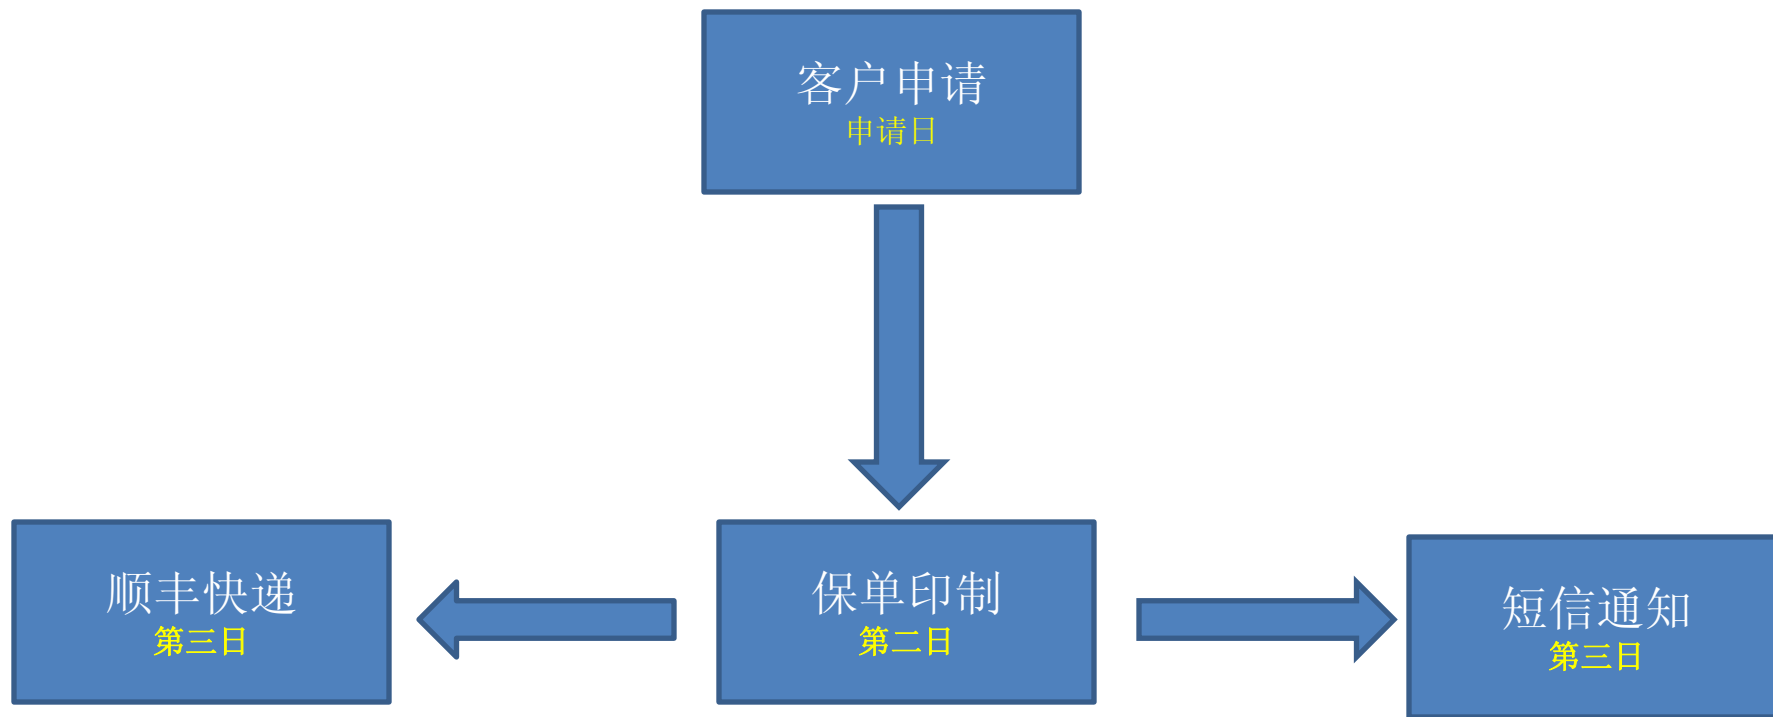 客户申请
申请日
顺丰快递
第三日
保单印制
第二日
短信通知
第三日